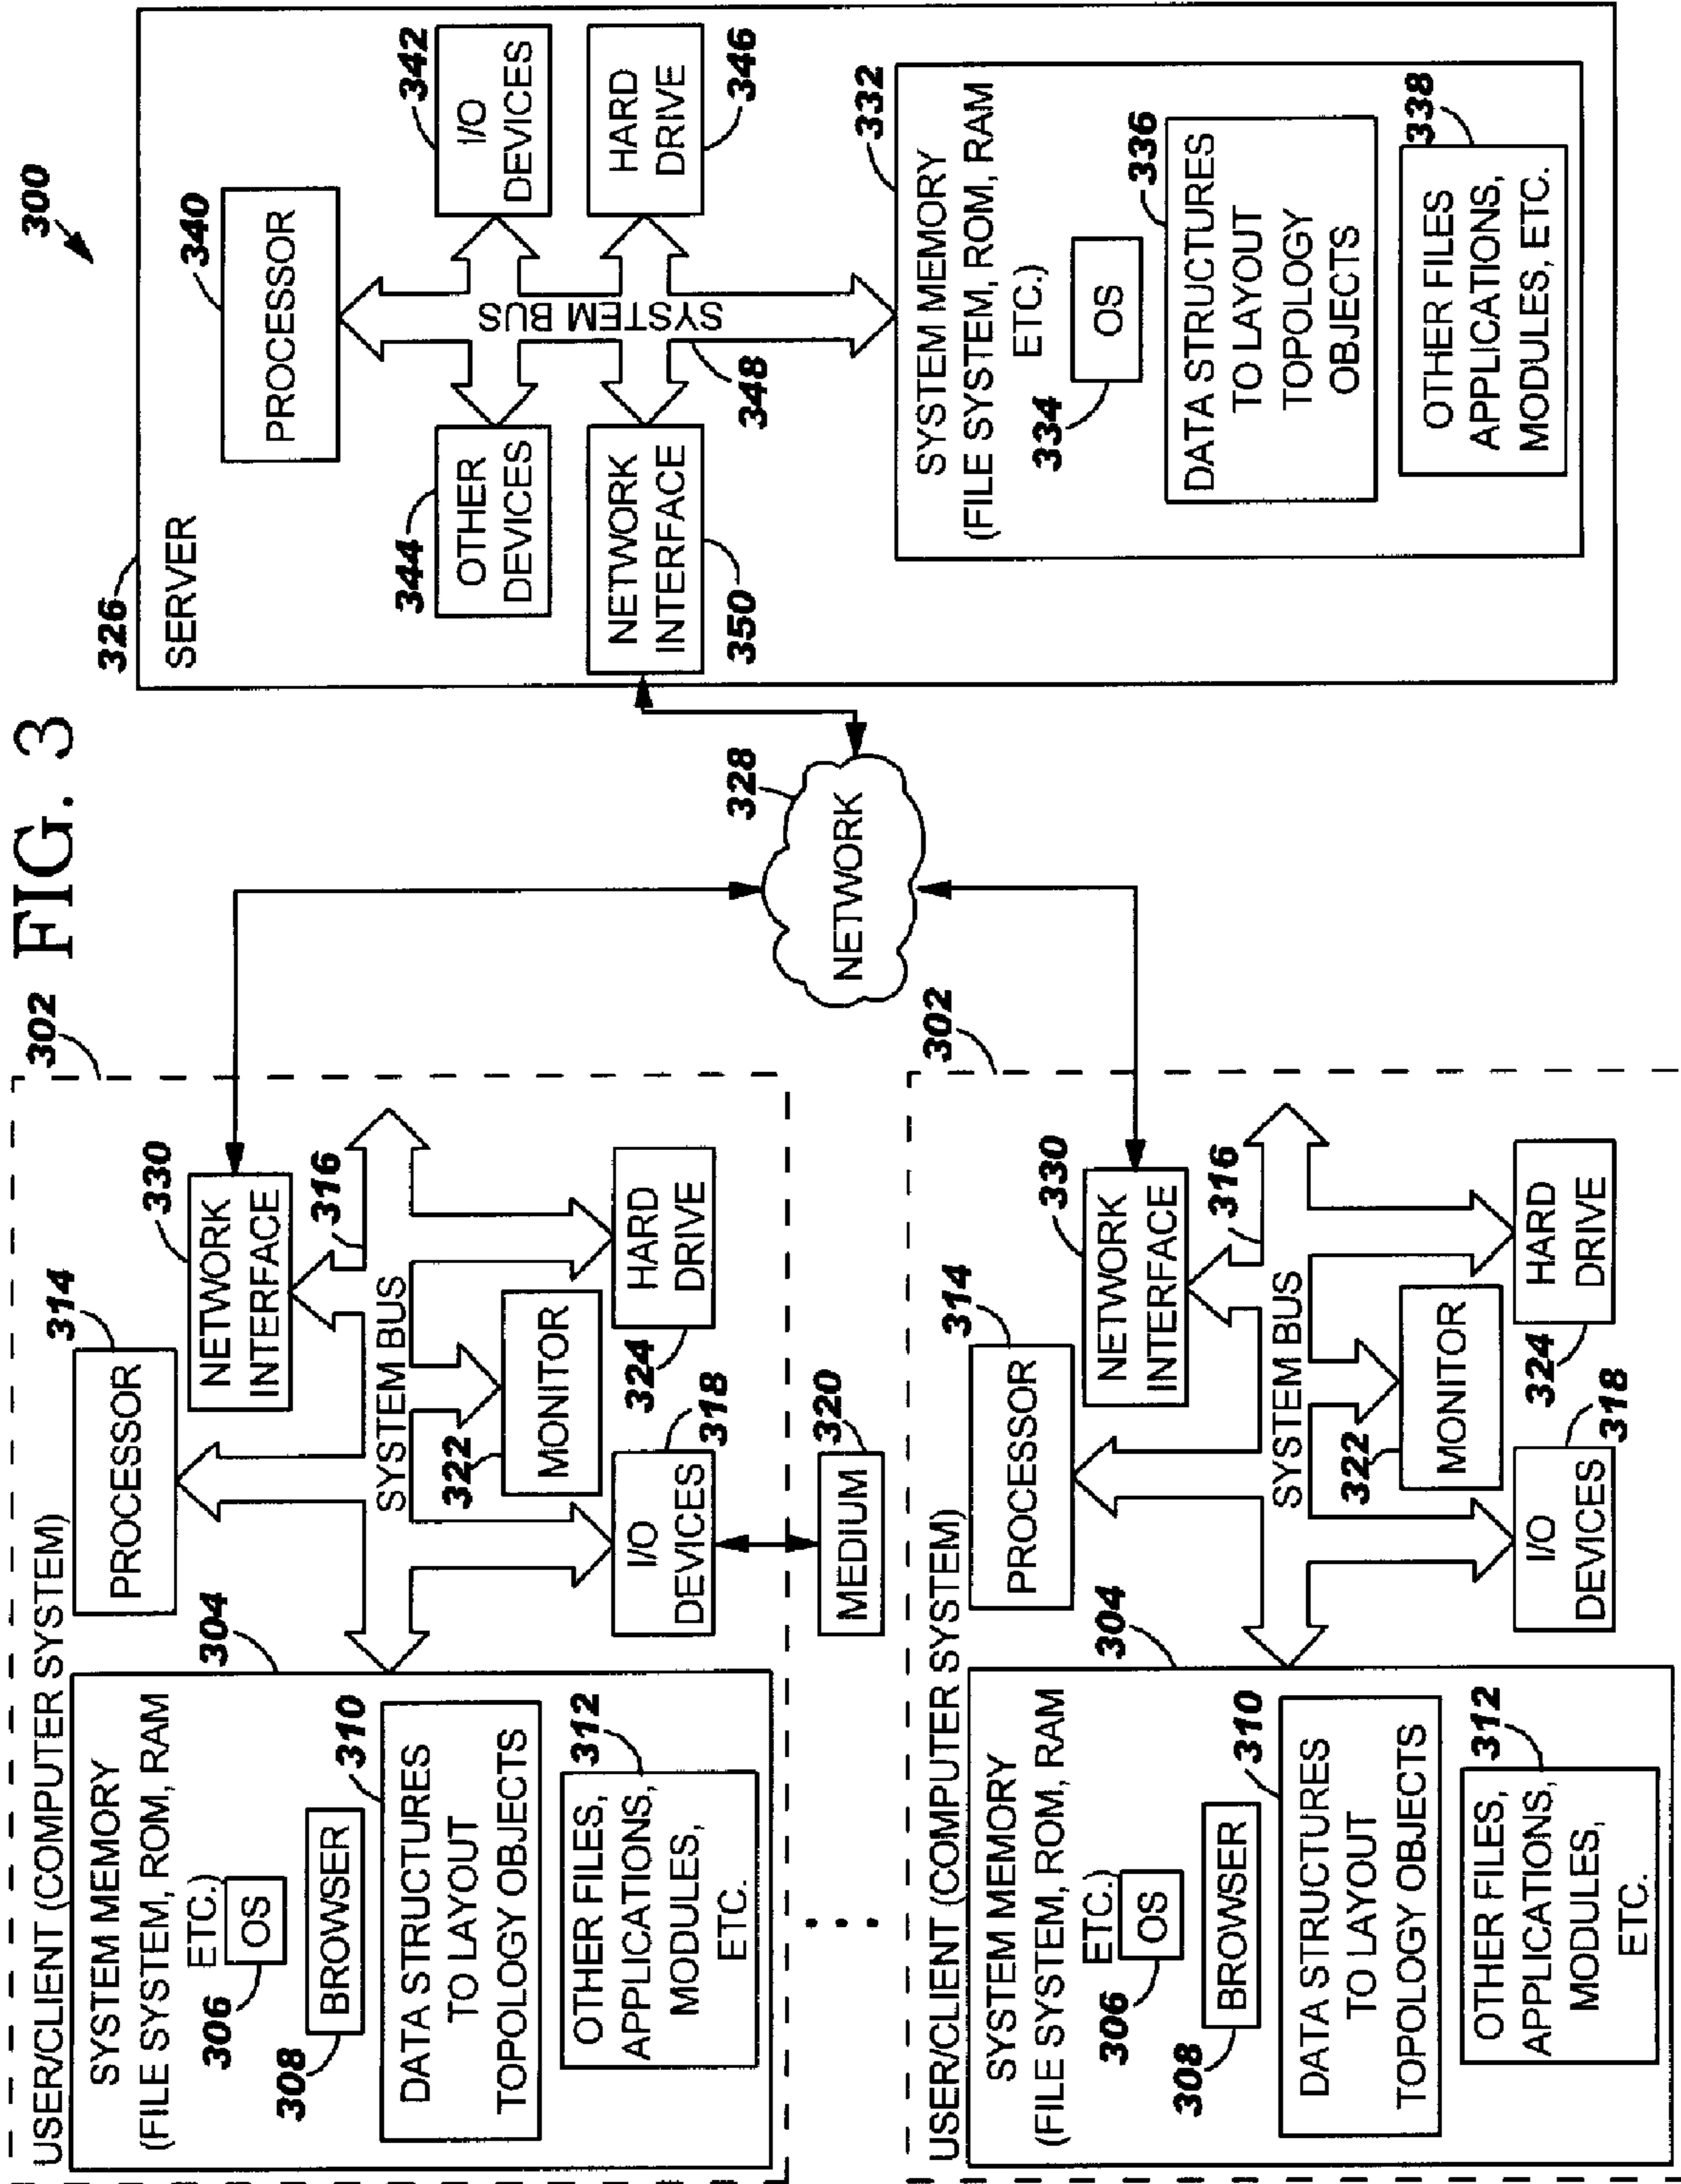 FIG. 3
300
302
USER/CLIENT (COMPUTER SYSTEM)
304
SYSTEM MEMORY
(FILE SYSTEM, ROM, RAM
ETC.)
306
OS
308
BROWSER
310
DATA STRUCTURES
TO LAYOUT
TOPOLOGY OBJECTS
312
OTHER FILES,
APPLICATIONS,
MODULES,
ETC.
314
PROCESSOR
330
NETWORK
INTERFACE
316
SYSTEM BUS
322
MONITOR
324
HARD
DRIVE
318
I/O
DEVICES
320
MEDIUM
302
USER/CLIENT (COMPUTER SYSTEM)
304
SYSTEM MEMORY
(FILE SYSTEM, ROM, RAM
ETC.)
306
OS
308
BROWSER
310
DATA STRUCTURES
TO LAYOUT
TOPOLOGY OBJECTS
312
OTHER FILES,
APPLICATIONS,
MODULES,
ETC.
314
PROCESSOR
330
NETWORK
INTERFACE
316
SYSTEM BUS
322
MONITOR
324
HARD
DRIVE
318
I/O
DEVICES
328
NETWORK
326
SERVER
340
PROCESSOR
344
OTHER
DEVICES
342
I/O
DEVICES
350
NETWORK
INTERFACE
346
HARD
DRIVE
SYSTEM BUS
348
332
SYSTEM MEMORY
(FILE SYSTEM, ROM, RAM
ETC.)
334
OS
336
DATA STRUCTURES
TO LAYOUT
TOPOLOGY
OBJECTS
338
OTHER FILES
APPLICATIONS,
MODULES, ETC.